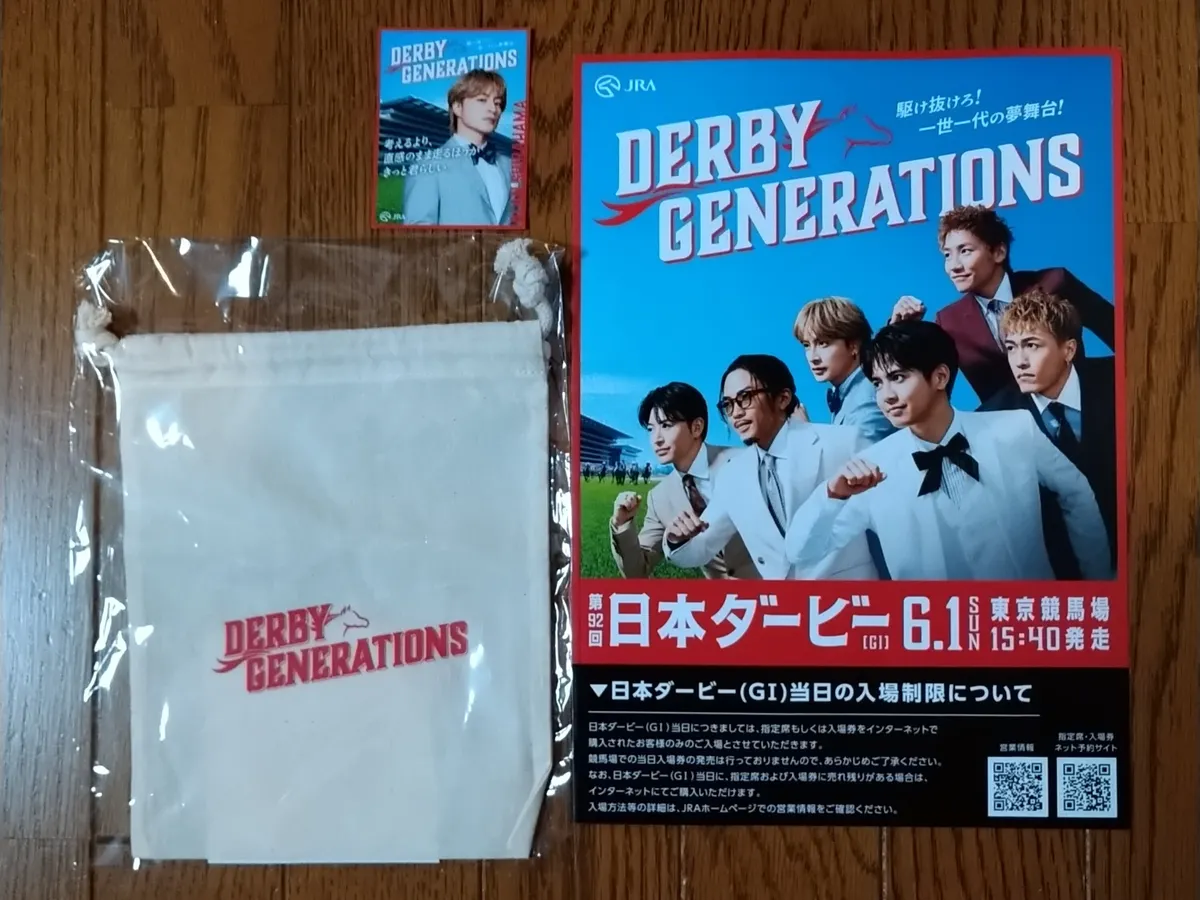 DERBY
GENERATIONS
考えるより、
直感のまま走るほうが
きっと君らしい。
JRA
JRA
DERBY
GENERATIONS
駆け抜けろ！
一世一代の夢舞台！
第92回 日本ダービー(GI) 6.1 SUN 東京競馬場
15:40発走
▼日本ダービー(GI)当日の入場制限について
日本ダービー(GI)当日につきましては、指定席もしくは入場券をインターネットで
購入されたお客様のみのご入場とさせていただきます。
競馬場での当日入場券の発売は行っておりませんので、あらかじめご了承ください。
なお、日本ダービー(GI)当日に、指定席および入場券に売れ残りがある場合は、
インターネットにてご購入いただけます。
入場方法等の詳細は、JRAホームページでの営業情報をご確認ください。
営業情報
指定席・入場券
ネット予約サイト
DERBY
GENERATIONS